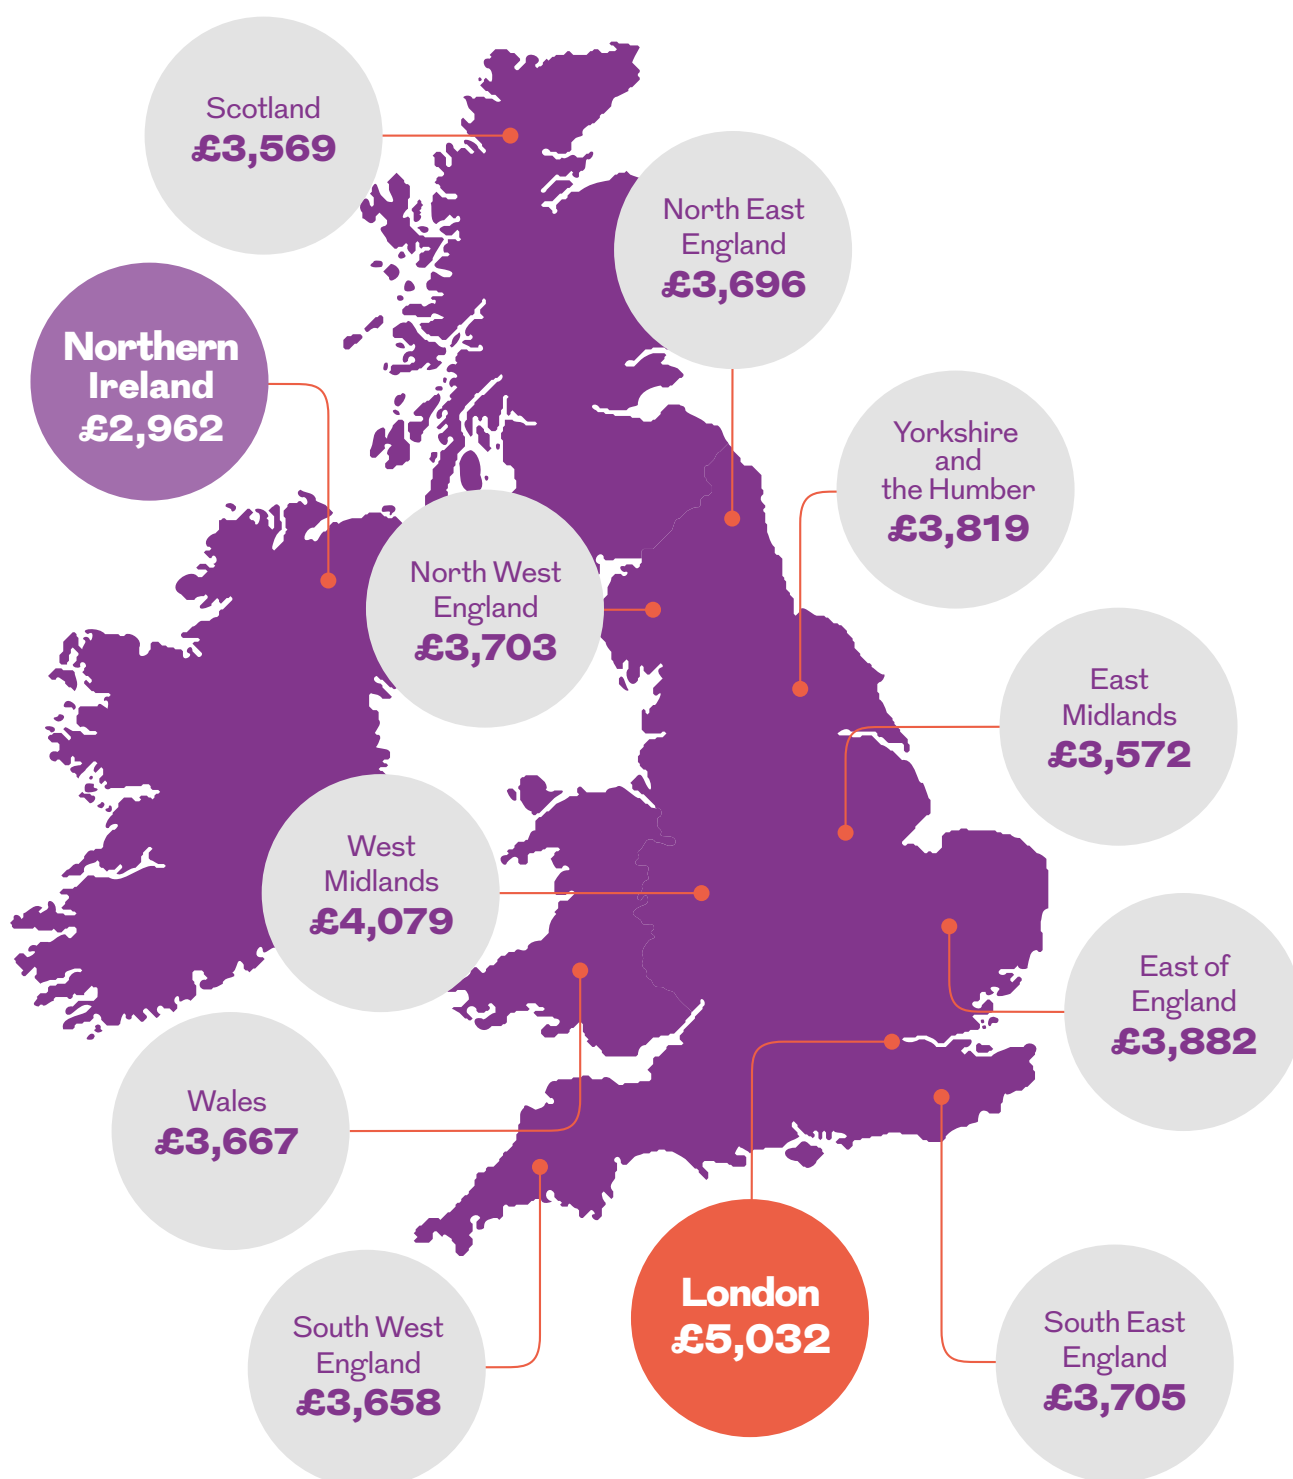 Scotland
£3,569
North East
England
£3,696
Northern
Ireland
£2,962
Yorkshire
and
the Humber
£3,819
North West
England
£3,703
East
Midlands
£3,572
West
Midlands
£4,079
East of
England
£3,882
Wales
£3,667
London
£5,032
South West
England
£3,658
South East
England
£3,705